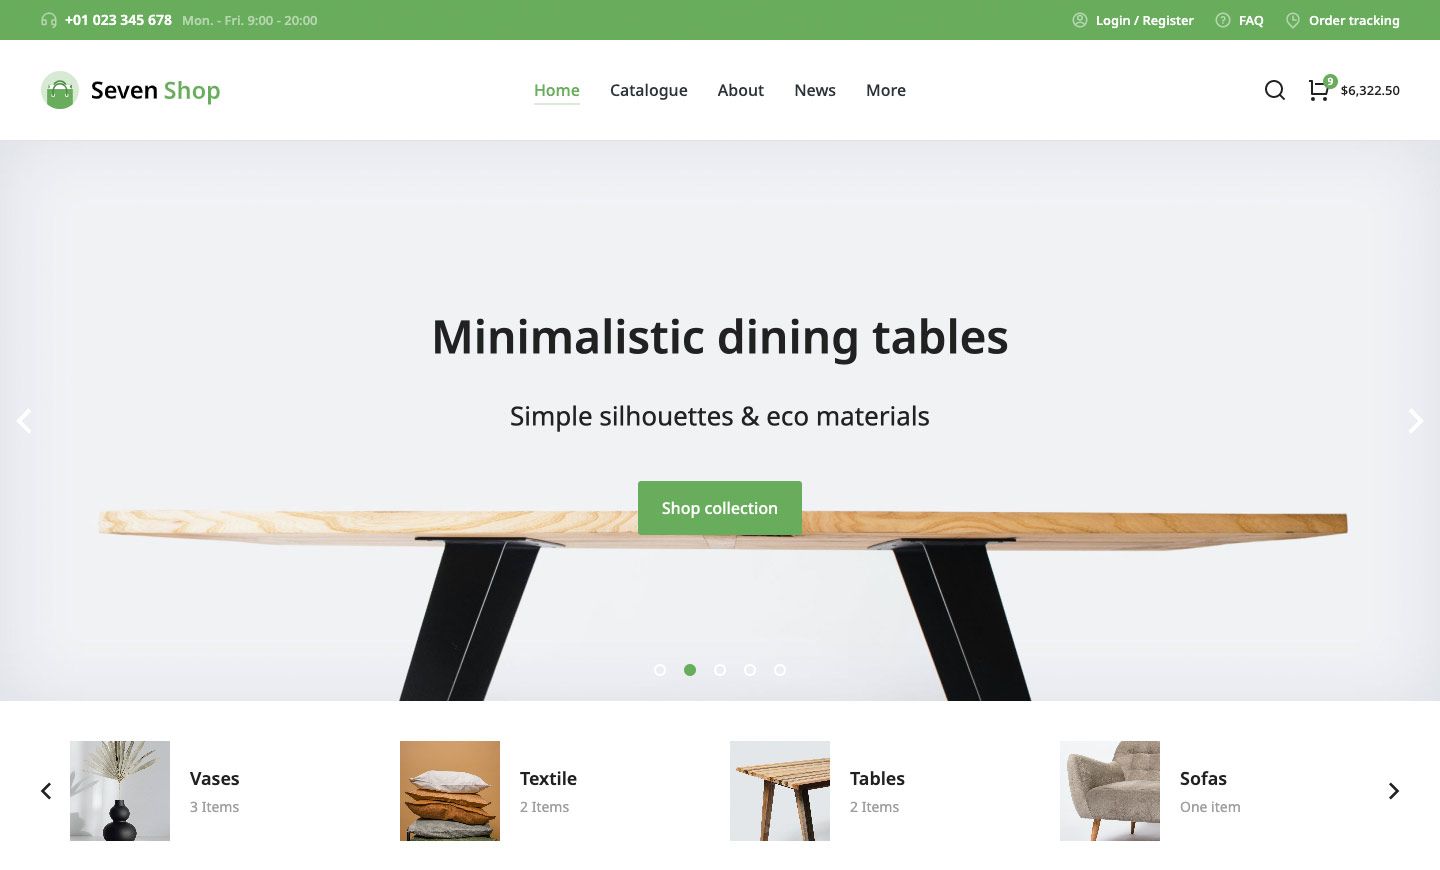 +01 023 345 678 Mon. - Fri. 9:00 - 20:00 Login / Register FAQ Order tracking
Seven Shop Home Catalogue About News More 9 $6,322.50
Minimalistic dining tables
Simple silhouettes & eco materials
Shop collection
Vases
3 Items
Textile
2 Items
Tables
2 Items
Sofas
One item